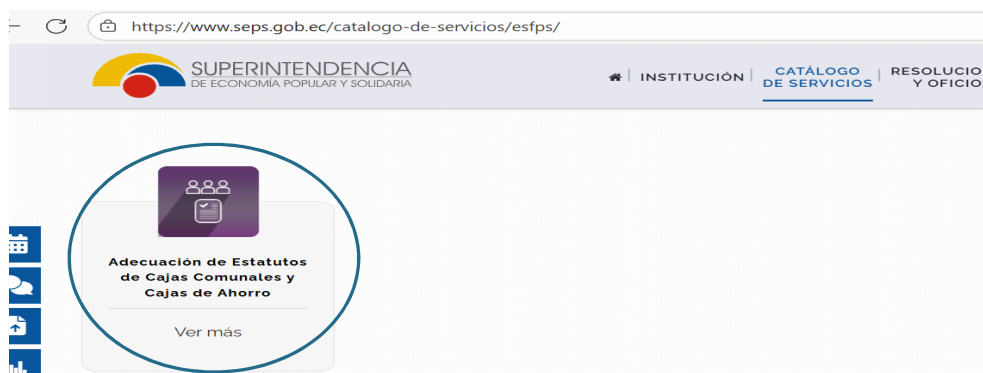 https://www.seps.gob.ec/catalogo-de-servicios/esfps/
SUPERINTENDENCIA
DE ECONOMÍA POPULAR Y SOLIDARIA
INSTITUCIÓN
CATÁLOGO
DE SERVICIOS
RESOLUCIO
Y OFICIO
Adecuación de Estatutos
de Cajas Comunales y
Cajas de Ahorro
Ver más